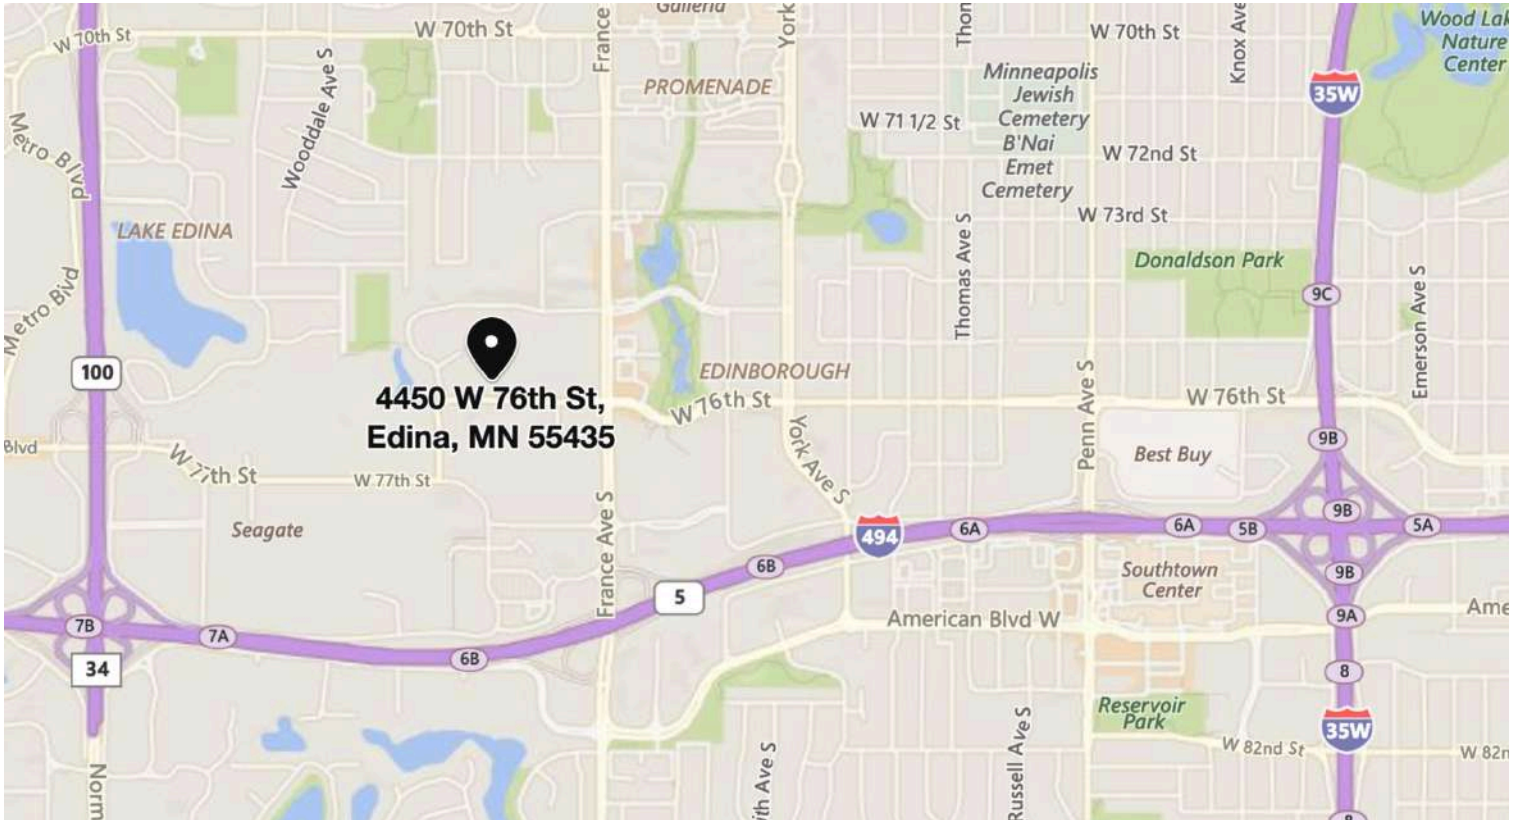 Galleria
Wood Lak
Nature
Center
W 70th St
W 70th St
W 70th St
France
York
Thon
Knox Ave
Wooddale Ave S
PROMENADE
Minneapolis
Jewish
Cemetery
B'Nai
Emet
Cemetery
35W
W 71 1/2 St
Metro Blvd
W 72nd St
W 73rd St
LAKE EDINA
Thomas Ave S
Donaldson Park
Metro Blvd
9C
Emerson Ave S
100
EDINBOROUGH
4450 W 76th St,
Edina, MN 55435
W 76th St
W 76th St
Penn Ave S
York Ave S
9B
Blvd
W 77th St
W 77th St
Best Buy
Seagate
France Ave S
494
6A
6A
5B
9B
5A
6B
5
Southtown
Center
9B
7B
7A
American Blvd W
9A
Ame
6B
34
8
Reservoir
Park
35W
Russell Ave S
W 82nd St
W 82n
Norm
ith Ave S